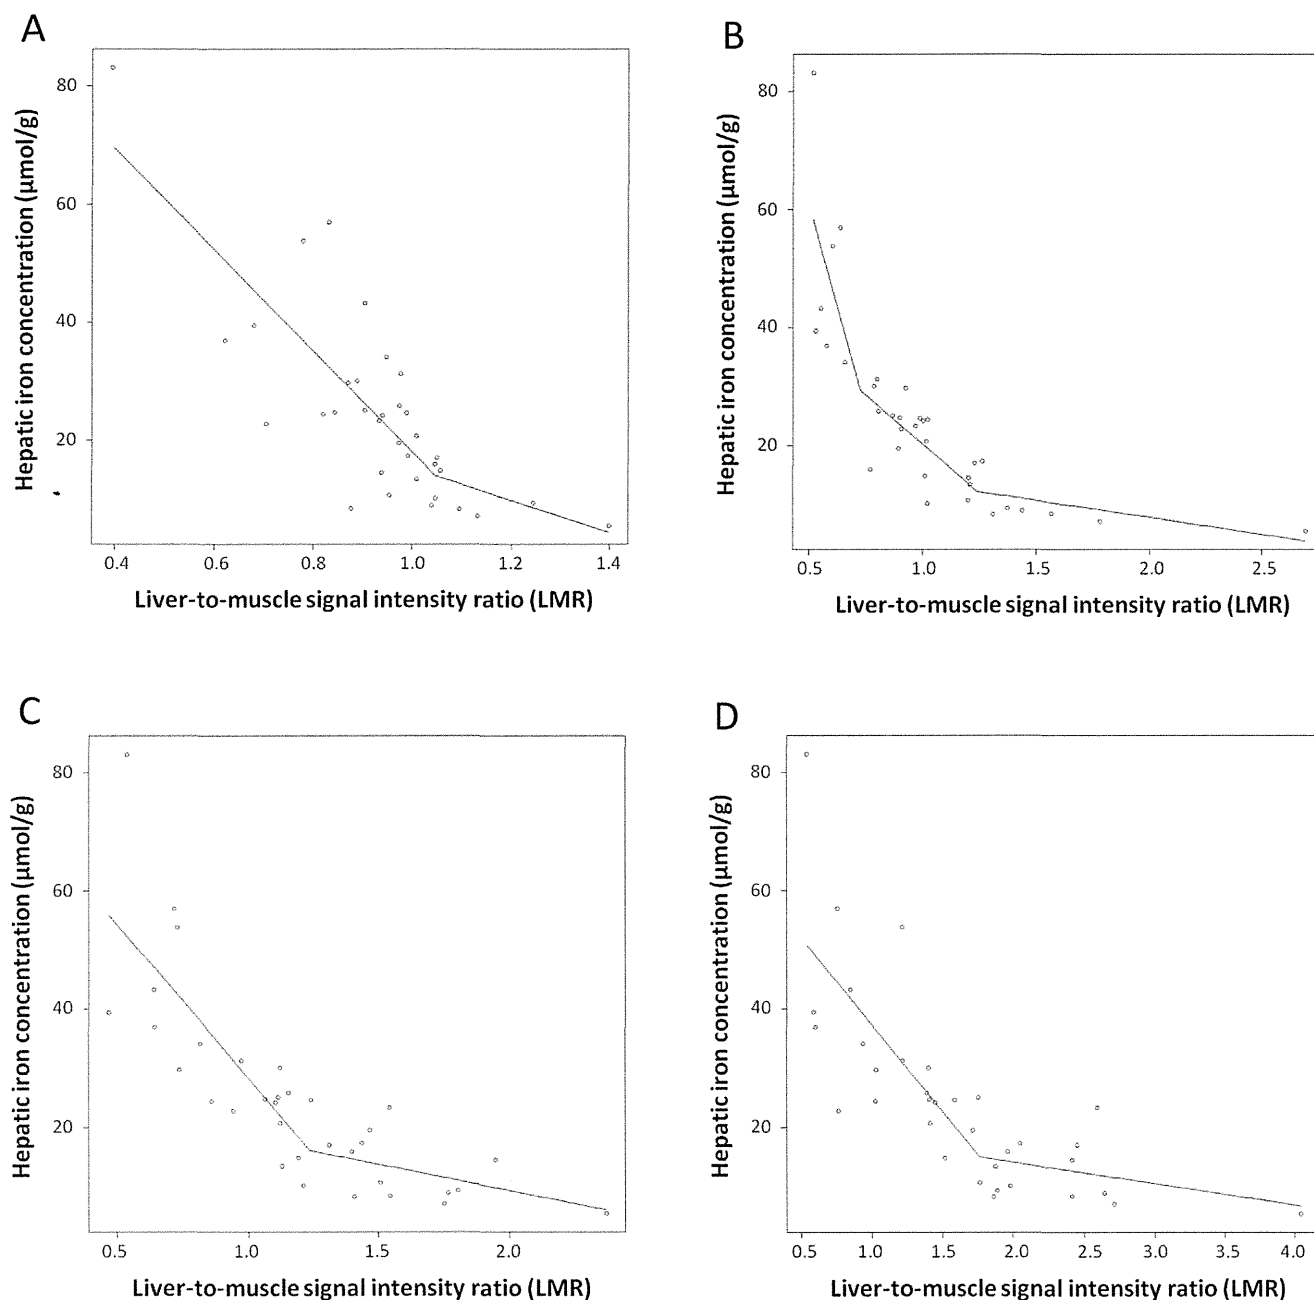 A
Hepatic iron concentration (µmol/g)
80
60
40
20
0.4 0.6 0.8 1.0 1.2 1.4
Liver-to-muscle signal intensity ratio (LMR)
B
Hepatic iron concentration (µmol/g)
80
60
40
20
0.5 1.0 1.5 2.0 2.5
Liver-to-muscle signal intensity ratio (LMR)
C
Hepatic iron concentration (µmol/g)
80
60
40
20
0.5 1.0 1.5 2.0
Liver-to-muscle signal intensity ratio (LMR)
D
Hepatic iron concentration (µmol/g)
80
60
40
20
0.5 1.0 1.5 2.0 2.5 3.0 3.5 4.0
Liver-to-muscle signal intensity ratio (LMR)